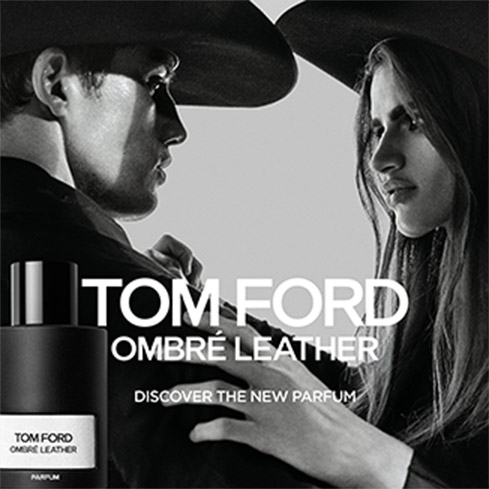 TOM FORD
OMBRÉ LEATHER
DISCOVER THE NEW PARFUM
TOM FORD
OMBRÉ LEATHER
PARFUM